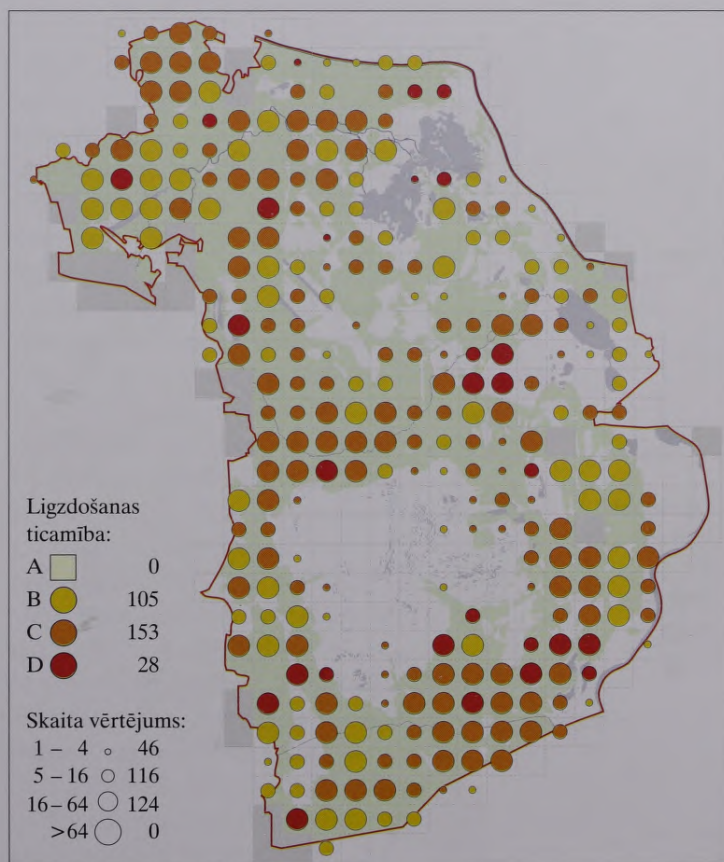 Ligzdošanas
ticamība:
A 0
B 105
C 153
D 28
Skaita vērtējums:
1 – 4 46
5 – 16 116
16 – 64 124
>64 0